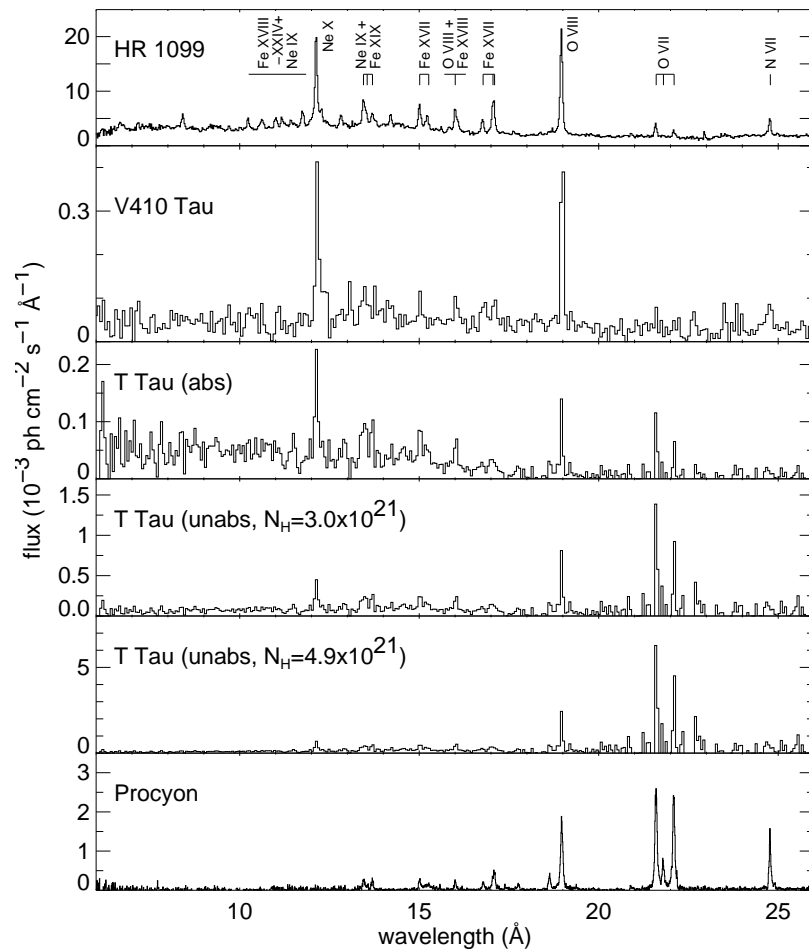 HR 1099
Fe XVIII
−XXIV+
Ne IX
Ne X
Ne IX +
Fe XIX
Fe XVII
O VIII +
Fe XVIII
Fe XVII
O VIII
O VII
N VII
20
15
10
5
0
V410 Tau
0.3
0
T Tau (abs)
0.2
0.1
0
T Tau (unabs, N_H=3.0x10^21)
1.5
1.0
0.5
0.0
T Tau (unabs, N_H=4.9x10^21)
5
0
Procyon
3
2
1
0
10 15 20 25
wavelength (Å)
flux (10^−3 ph cm^−2 s^−1 Å^−1)